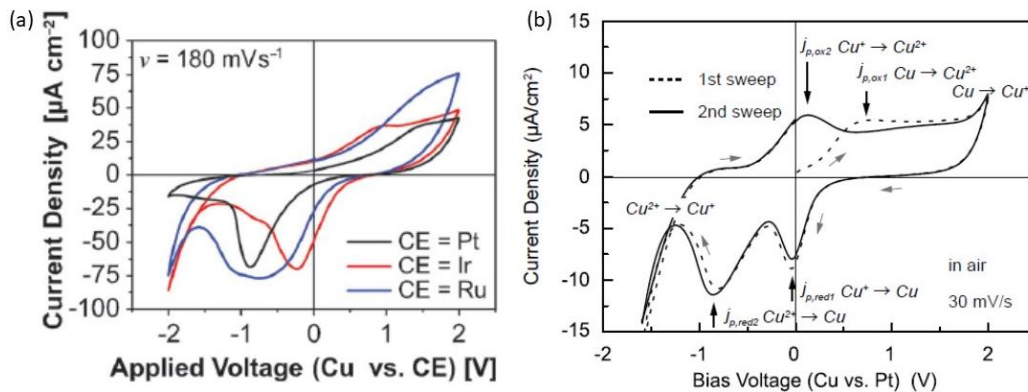 (a)
v = 180 mVs⁻¹
Current Density [µA cm⁻²]
100
75
50
25
0
-25
-50
-75
-100
CE = Pt
CE = Ir
CE = Ru
-2 -1 0 1 2
Applied Voltage (Cu vs. CE) [V]
(b)
Current Density (µA/cm²)
15
10
5
0
-5
-10
-15
1st sweep
2nd sweep
j p,ox2 Cu⁺ → Cu²⁺
j p,ox1 Cu → Cu²⁺
Cu → Cu⁺
Cu²⁺ → Cu⁺
j p,red1 Cu⁺ → Cu
j p,red2 Cu²⁺ → Cu
in air
30 mV/s
-2 -1 0 1 2
Bias Voltage (Cu vs. Pt) (V)